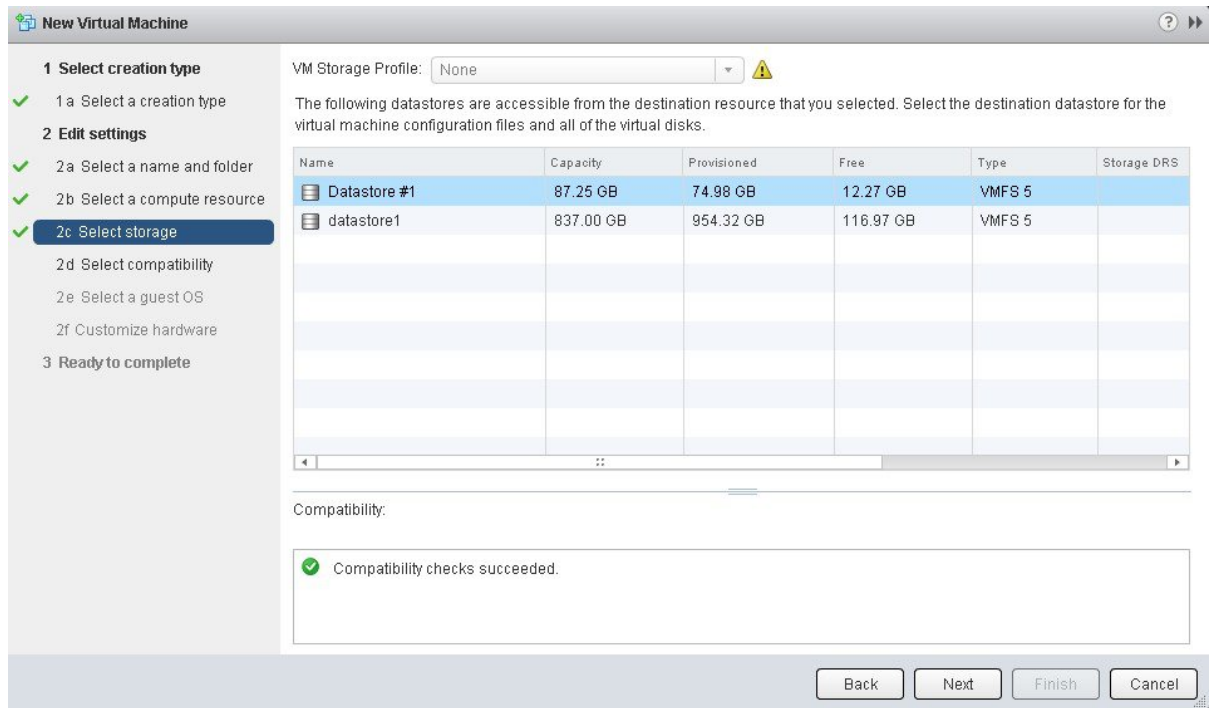 New Virtual Machine
1 Select creation type
1a Select a creation type
2 Edit settings
2a Select a name and folder
2b Select a compute resource
2c Select storage
2d Select compatibility
2e Select a guest OS
2f Customize hardware
3 Ready to complete
VM Storage Profile: None
The following datastores are accessible from the destination resource that you selected. Select the destination datastore for the
virtual machine configuration files and all of the virtual disks.
Name Capacity Provisioned Free Type Storage DRS
Datastore #1 87.25 GB 74.98 GB 12.27 GB VMFS 5
datastore1 837.00 GB 954.32 GB 116.97 GB VMFS 5
Compatibility:
Compatibility checks succeeded.
Back Next Finish Cancel